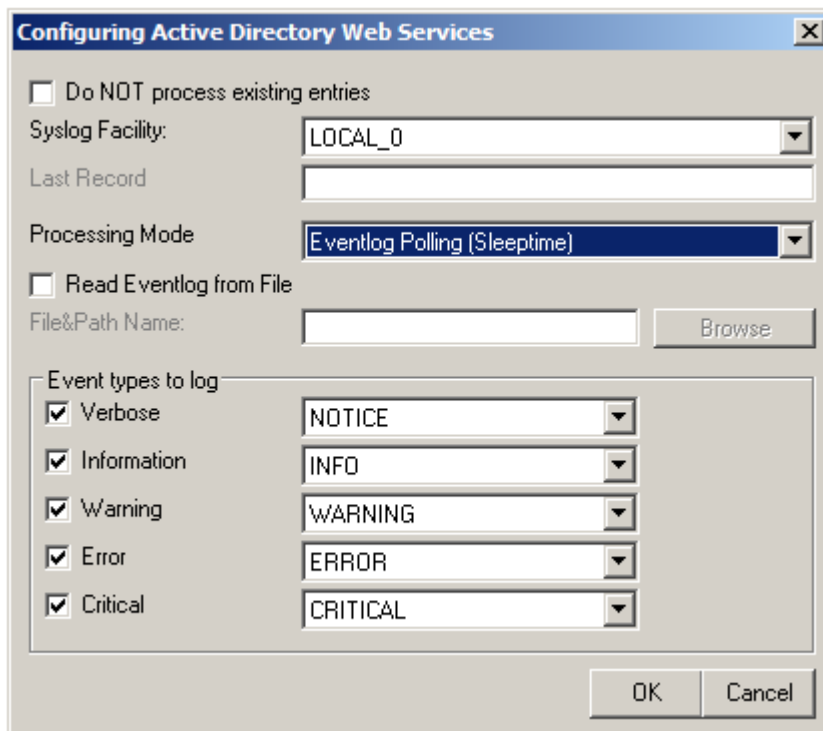 Configuring Active Directory Web Services
Do NOT process existing entries
Syslog Facility: LOCAL_0
Last Record
Processing Mode Eventlog Polling (Sleeptime)
Read Eventlog from File
File&Path Name: Browse
Event types to log
Verbose NOTICE
Information INFO
Warning WARNING
Error ERROR
Critical CRITICAL
OK Cancel